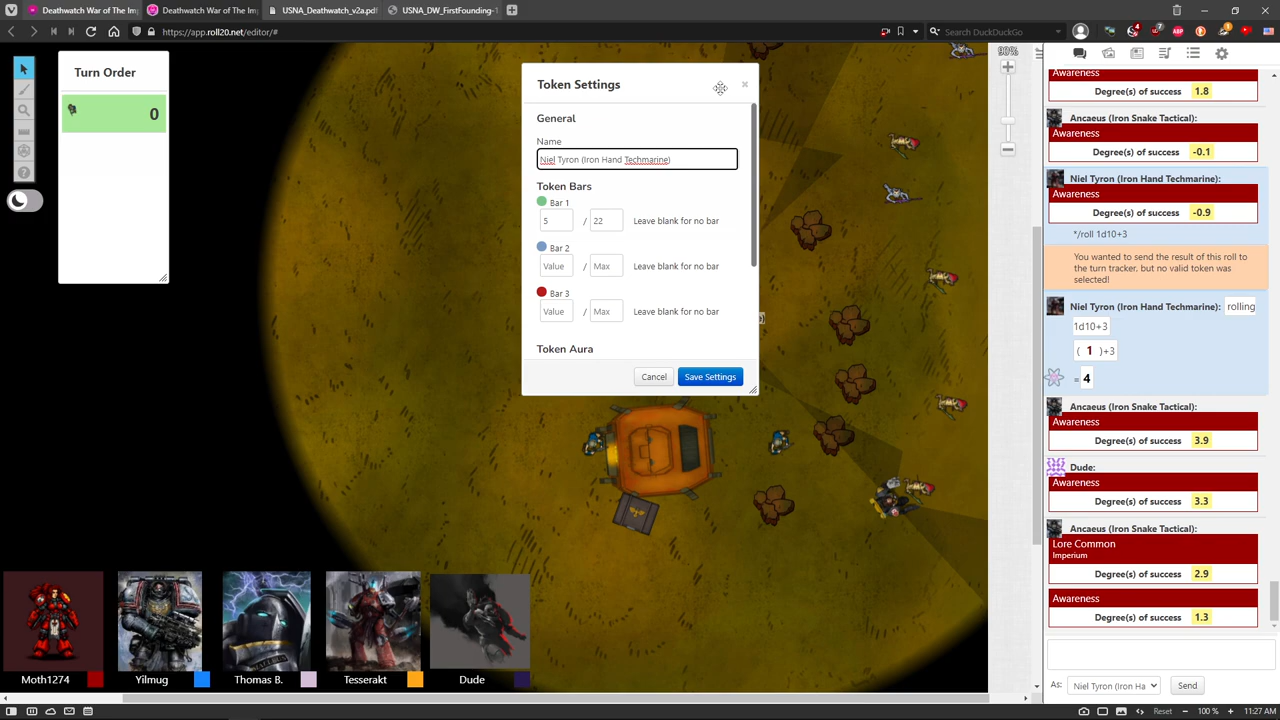 Deathwatch War of The Im
Deathwatch War of The Im
USNA_Deatchwatch_v2a.pdf
USNA_DW_FirstFounding-1
https://app.roll20.net/editor/#
Search DuckDuckGo
Turn Order
0
Token Settings
General
Name
Niel Tyron (Iron Hand Techmarine)
Token Bars
Bar 1
5 / 22 Leave blank for no bar
Bar 2
Value / Max Leave blank for no bar
Bar 3
Value / Max Leave blank for no bar
Token Aura
Cancel Save Settings
90%
Awareness
Degree(s) of success 1.8
Ancaeus (Iron Snake Tactical):
Awareness
Degree(s) of success -0.1
Niel Tyron (Iron Hand Techmarine):
Awareness
Degree(s) of success -0.9
*/roll 1d10+3
You wanted to send the result of this roll to
the turn tracker, but no valid token was
selected!
Niel Tyron (Iron Hand Techmarine): rolling
1d10+3
( 1 )+3
= 4
Ancaeus (Iron Snake Tactical):
Awareness
Degree(s) of success 3.9
Dude:
Awareness
Degree(s) of success 3.3
Ancaeus (Iron Snake Tactical):
Lore Common
Imperium
Degree(s) of success 2.9
Awareness
Degree(s) of success 1.3
As: Niel Tyron (Iron Ha Send
Moth1274
Yilmug
Thomas B.
Tesserakt
Dude
Reset 100 % 11:27 AM